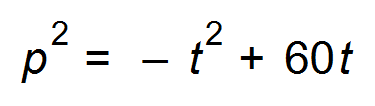 p² = – t² + 60t